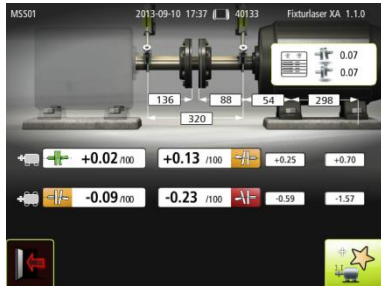 MSS01 2013-09-10 17:37 40133 Fixturlaser XA 1.1.0
0.07
0.07
136 88 54 298
320
+0.02 /100 +0.13 /100 +0.25 +0.70
-0.09 /100 -0.23 /100 -0.59 -1.57